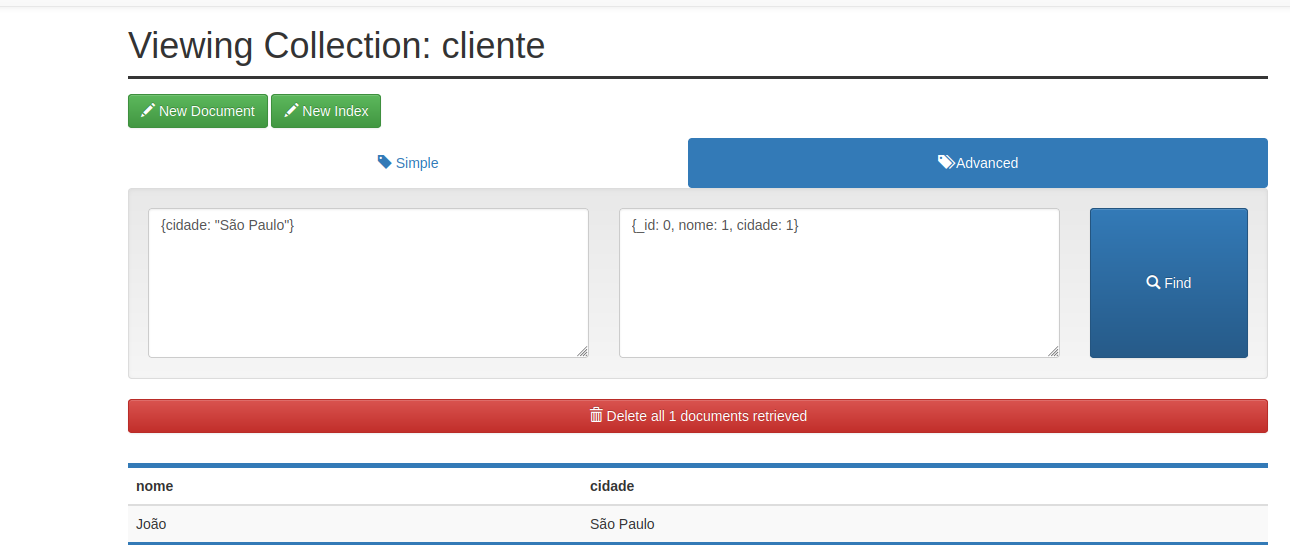 Viewing Collection: cliente
New Document New Index
Simple Advanced
{cidade: "São Paulo"} {_id: 0, nome: 1, cidade: 1}
Find
Delete all 1 documents retrieved
nome cidade
João São Paulo